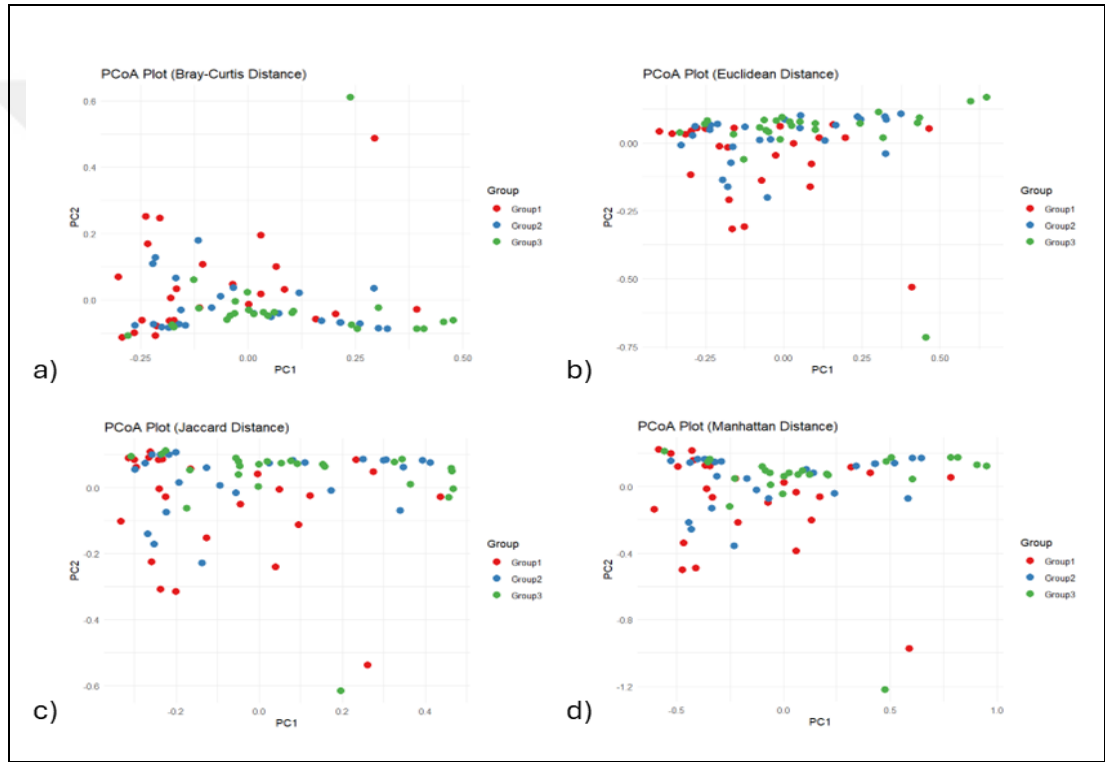 PCoA Plot (Bray-Curtis Distance)
0.6
0.4
0.2
0.0
PC2
-0.25
0.00
0.25
0.50
PC1
Group
Group1
Group2
Group3
a)
PCoA Plot (Euclidean Distance)
0.00
-0.25
-0.50
-0.75
PC2
-0.25
0.00
0.25
0.50
PC1
Group
Group1
Group2
Group3
b)
PCoA Plot (Jaccard Distance)
0.0
-0.2
-0.4
-0.6
PC2
-0.2
0.0
0.2
0.4
PC1
Group
Group1
Group2
Group3
c)
PCoA Plot (Manhattan Distance)
0.0
-0.4
-0.8
-1.2
PC2
-0.5
0.0
0.5
1.0
PC1
Group
Group1
Group2
Group3
d)